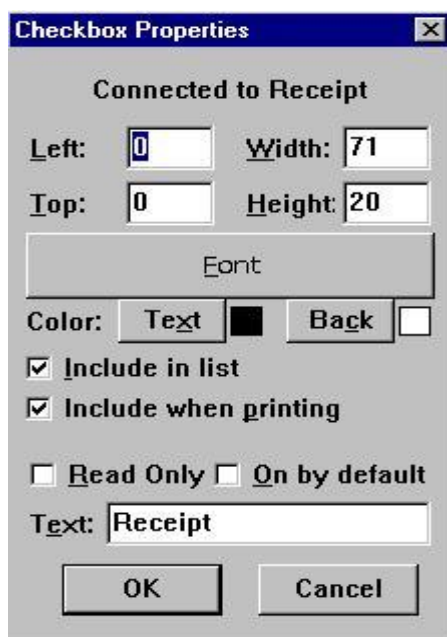 Checkbox Properties
Connected to Receipt
Left: 0 Width: 71
Top: 0 Height: 20
Font
Color: Text Back
Include in list
Include when printing
Read Only On by default
Text: Receipt
OK Cancel